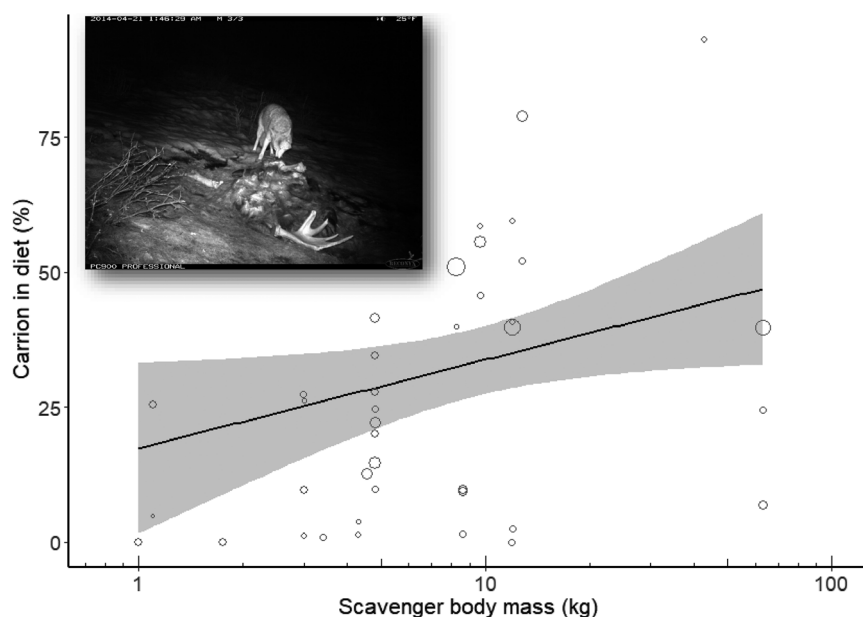 2014-04-21 1:46:29 AM M 3/3 25°F
PC900 PROFESSIONAL
75
50
25
0
Carrion in diet (%)
1 10 100
Scavenger body mass (kg)